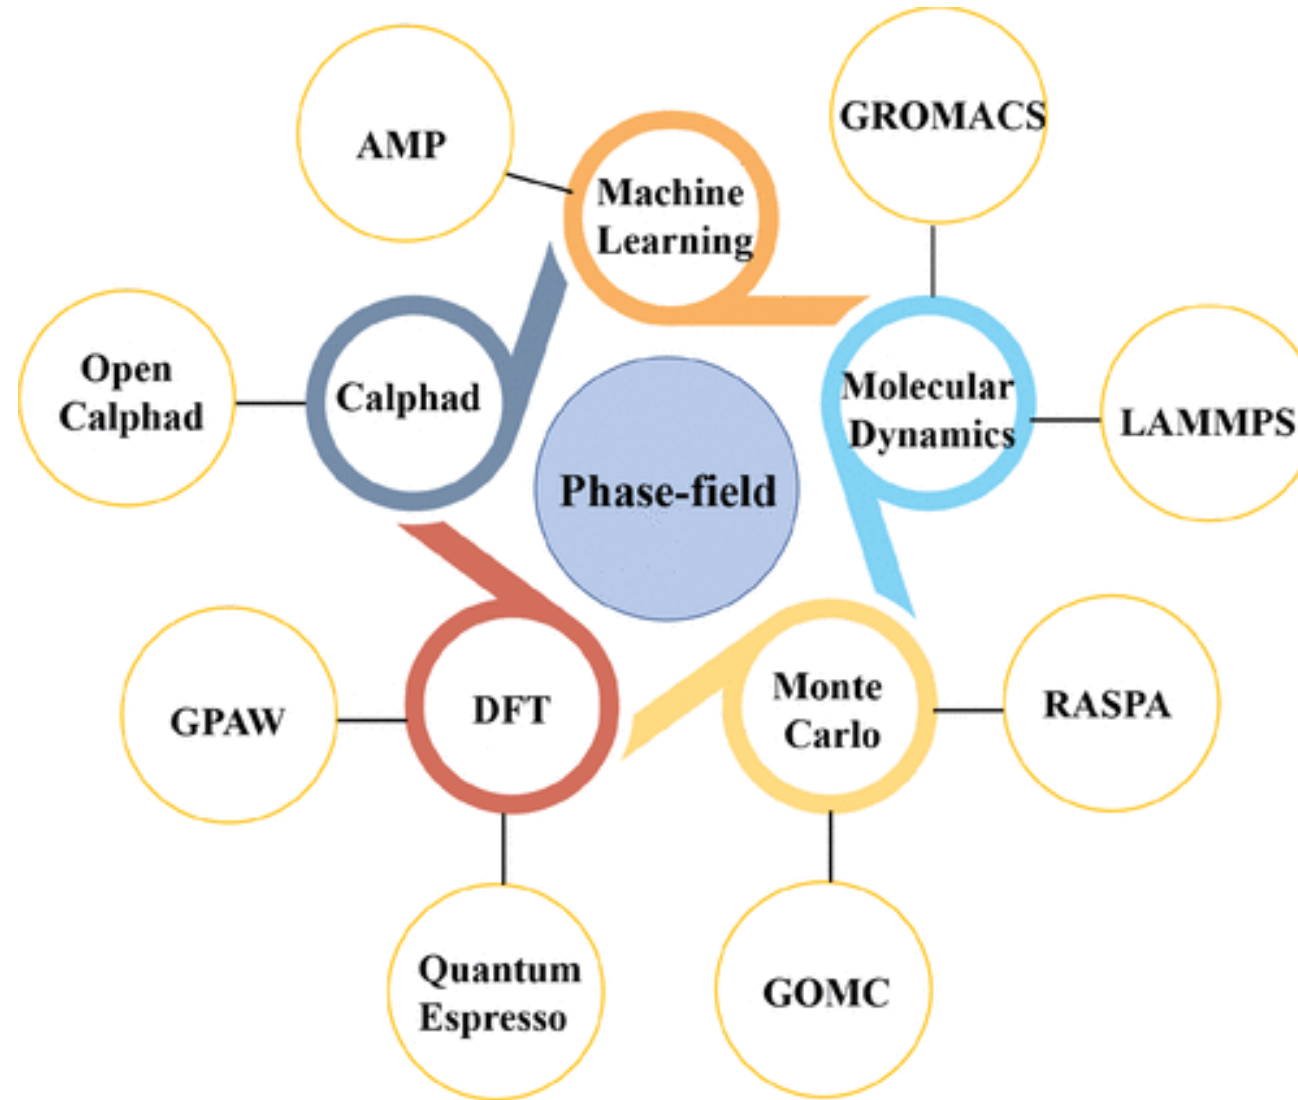 GROMACS
AMP
Machine
Learning
Open
Calphad
Calphad
Molecular
Dynamics
LAMMPS
Phase-field
GPAW
DFT
Monte
Carlo
RASPA
Quantum
Espresso
GOMC